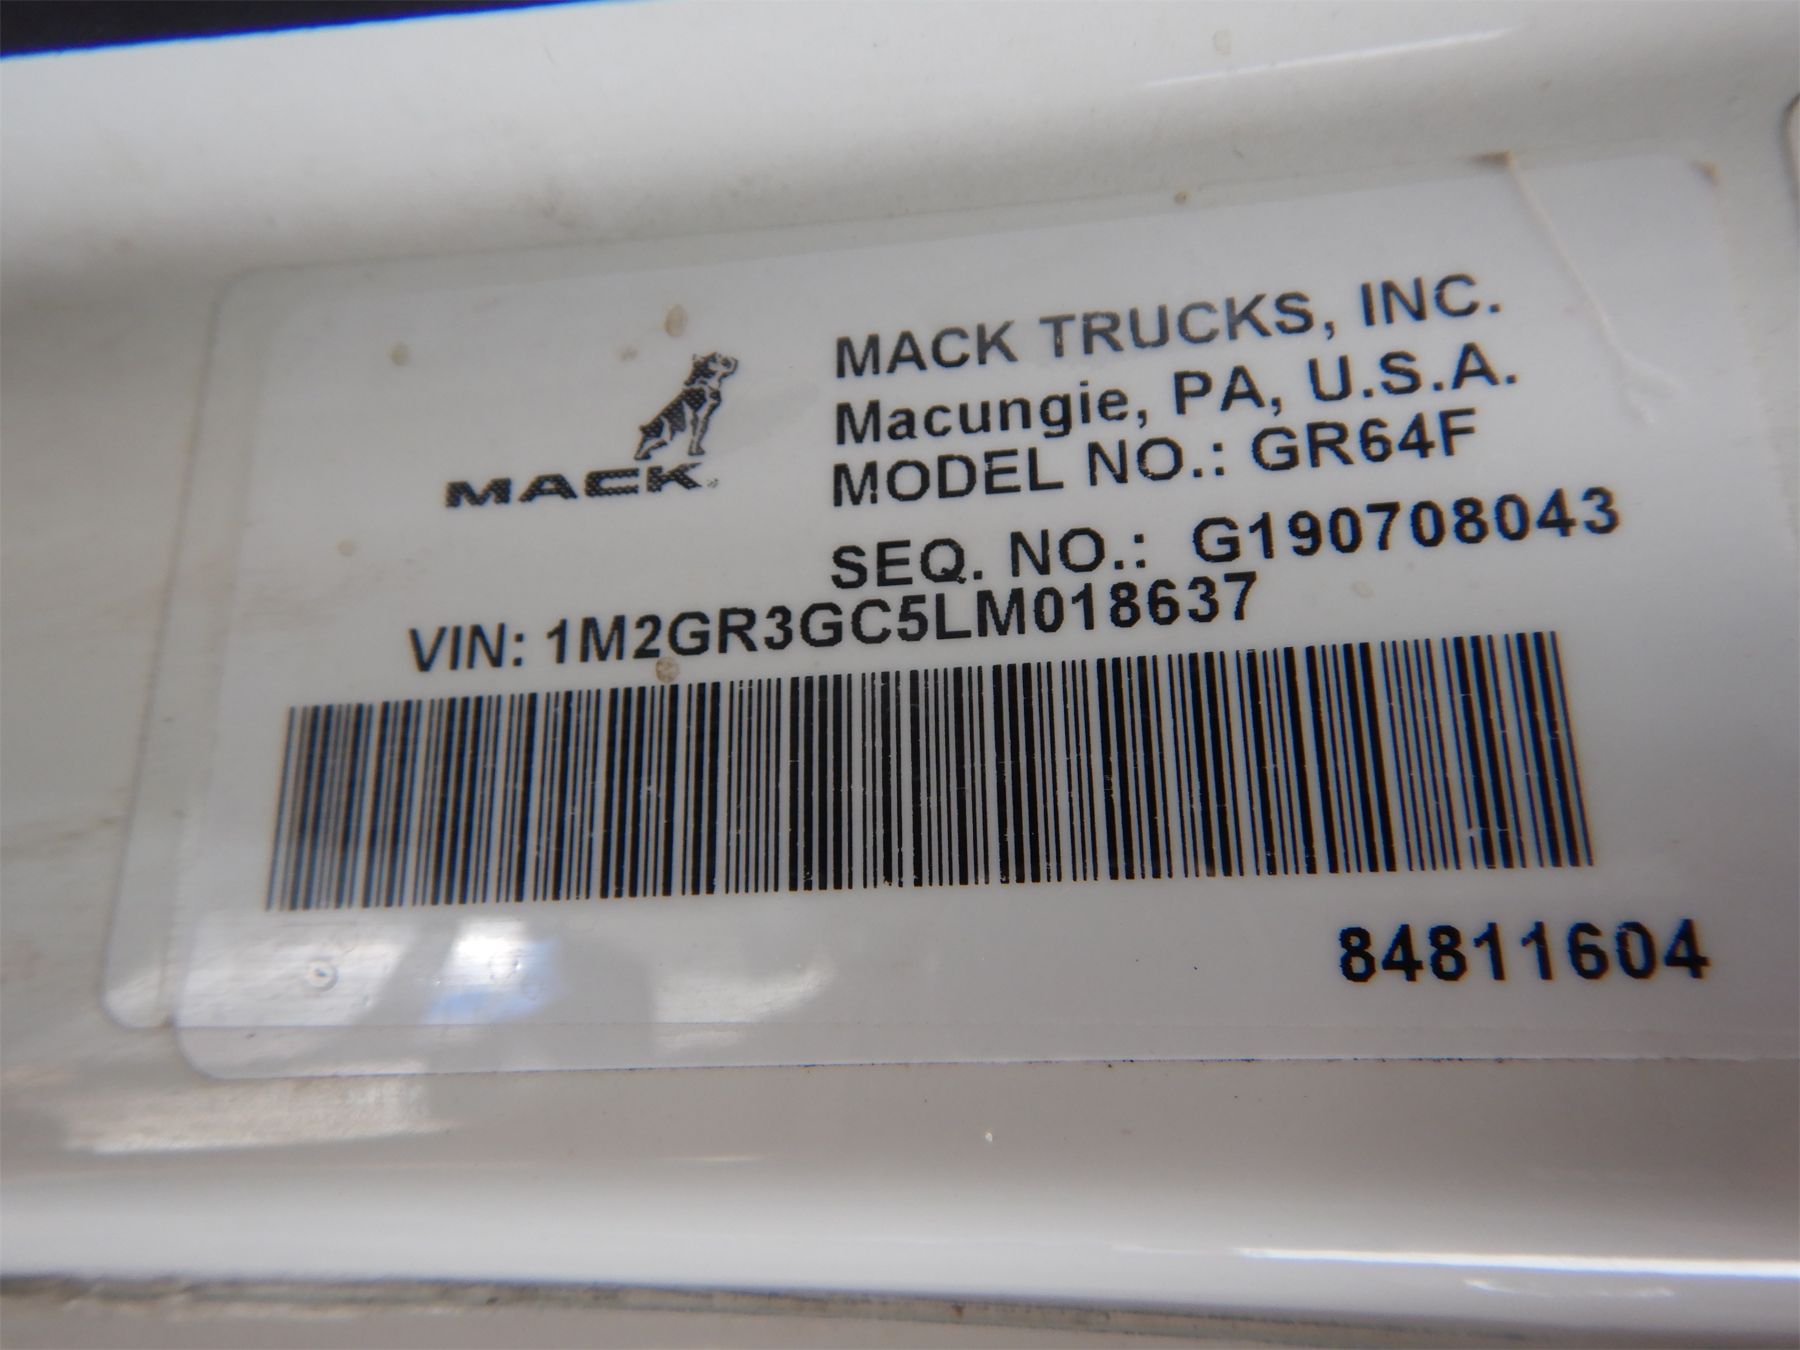 MACK
MACK TRUCKS, INC.
Macungie, PA, U.S.A.
MODEL NO.: GR64F
SEQ. NO.: G190708043
VIN: 1M2GR3GC5LM018637
84811604